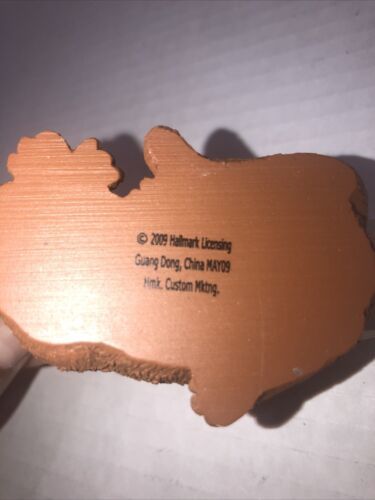 © 2009 Hallmark Licensing
Guang Dong, China MAY09
Hmk. Custom Mktng.